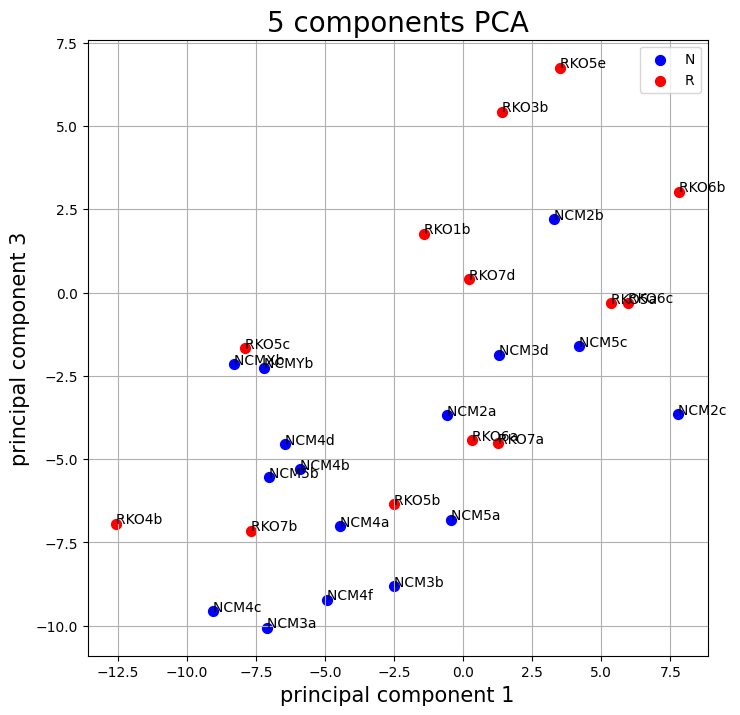 5 components PCA
7.5
5.0
2.5
0.0
−2.5
−5.0
−7.5
−10.0
principal component 3
N
R
RKO5e
RKO3b
RKO6b
NCM2b
RKO1b
RKO7d
RKO5a
RKO6c
RKO5c
NCMXb
NCMYb
NCM3d
NCM5c
NCM2a
NCM2c
RKO6a
RKO7a
NCM4d
NCM4b
NCM5b
RKO5b
RKO4b
RKO7b
NCM4a
NCM5a
NCM3b
NCM4f
NCM4c
NCM3a
−12.5
−10.0
−7.5
−5.0
−2.5
0.0
2.5
5.0
7.5
principal component 1